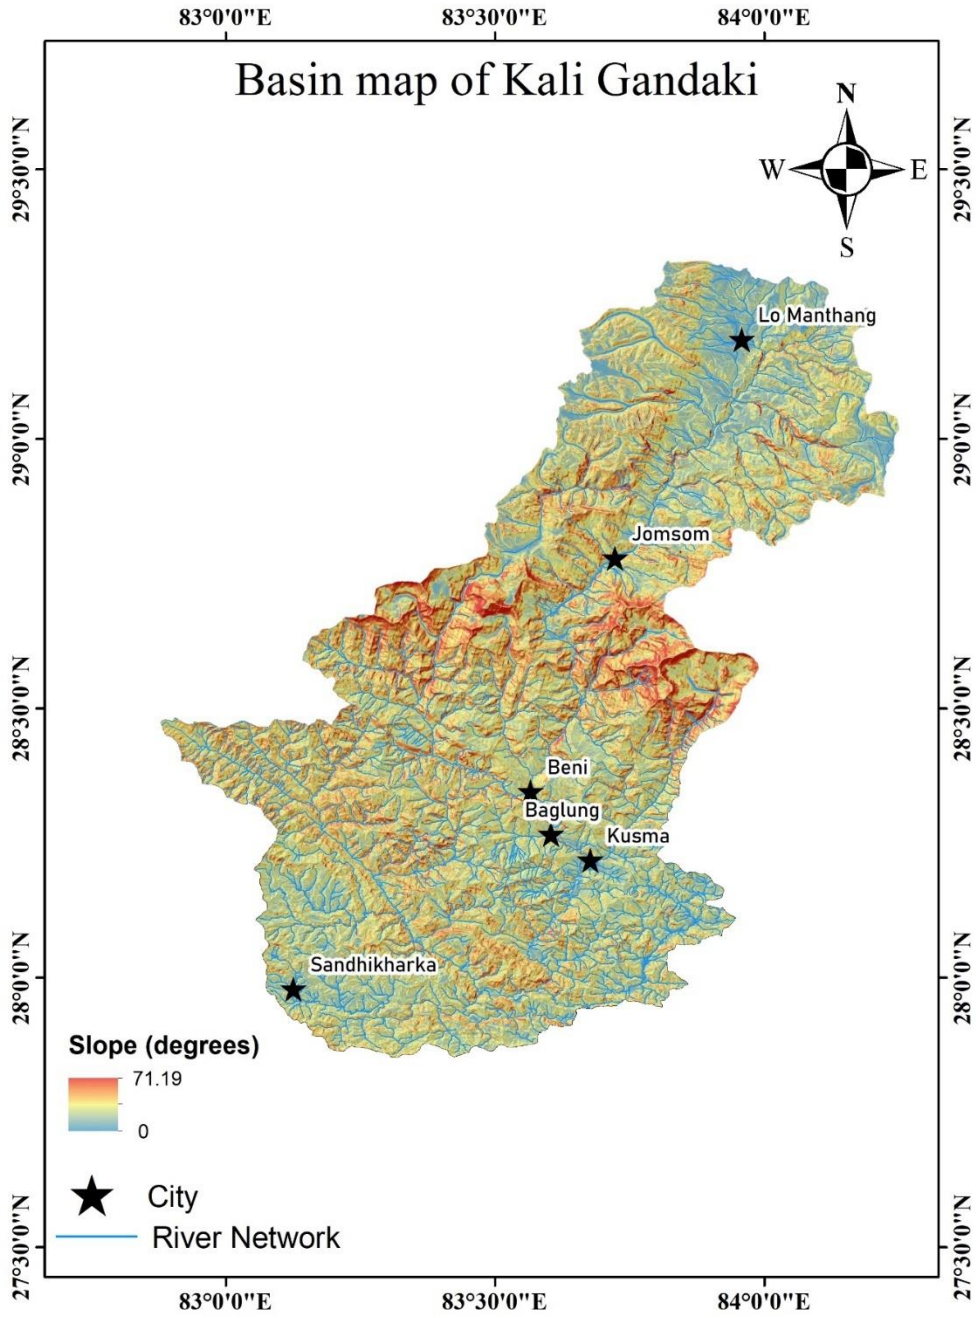 83°0'0"E 83°30'0"E 84°0'0"E
Basin map of Kali Gandaki
N
W E
S
29°30'0"N 29°30'0"N
Lo Manthang
29°0'0"N 29°0'0"N
Jomsom
28°30'0"N 28°30'0"N
Beni
Baglung
Kusma
28°0'0"N 28°0'0"N
Sandhikharka
Slope (degrees)
71.19
0
City
River Network
27°30'0"N 27°30'0"N
83°0'0"E 83°30'0"E 84°0'0"E